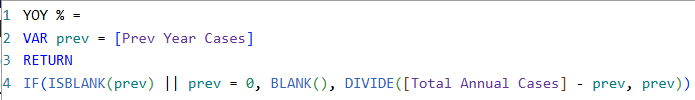 1 YOY % =
2 VAR prev = [Prev Year Cases]
3 RETURN
4 IF(ISBLANK(prev) || prev = 0, BLANK(), DIVIDE([Total Annual Cases] - prev, prev))